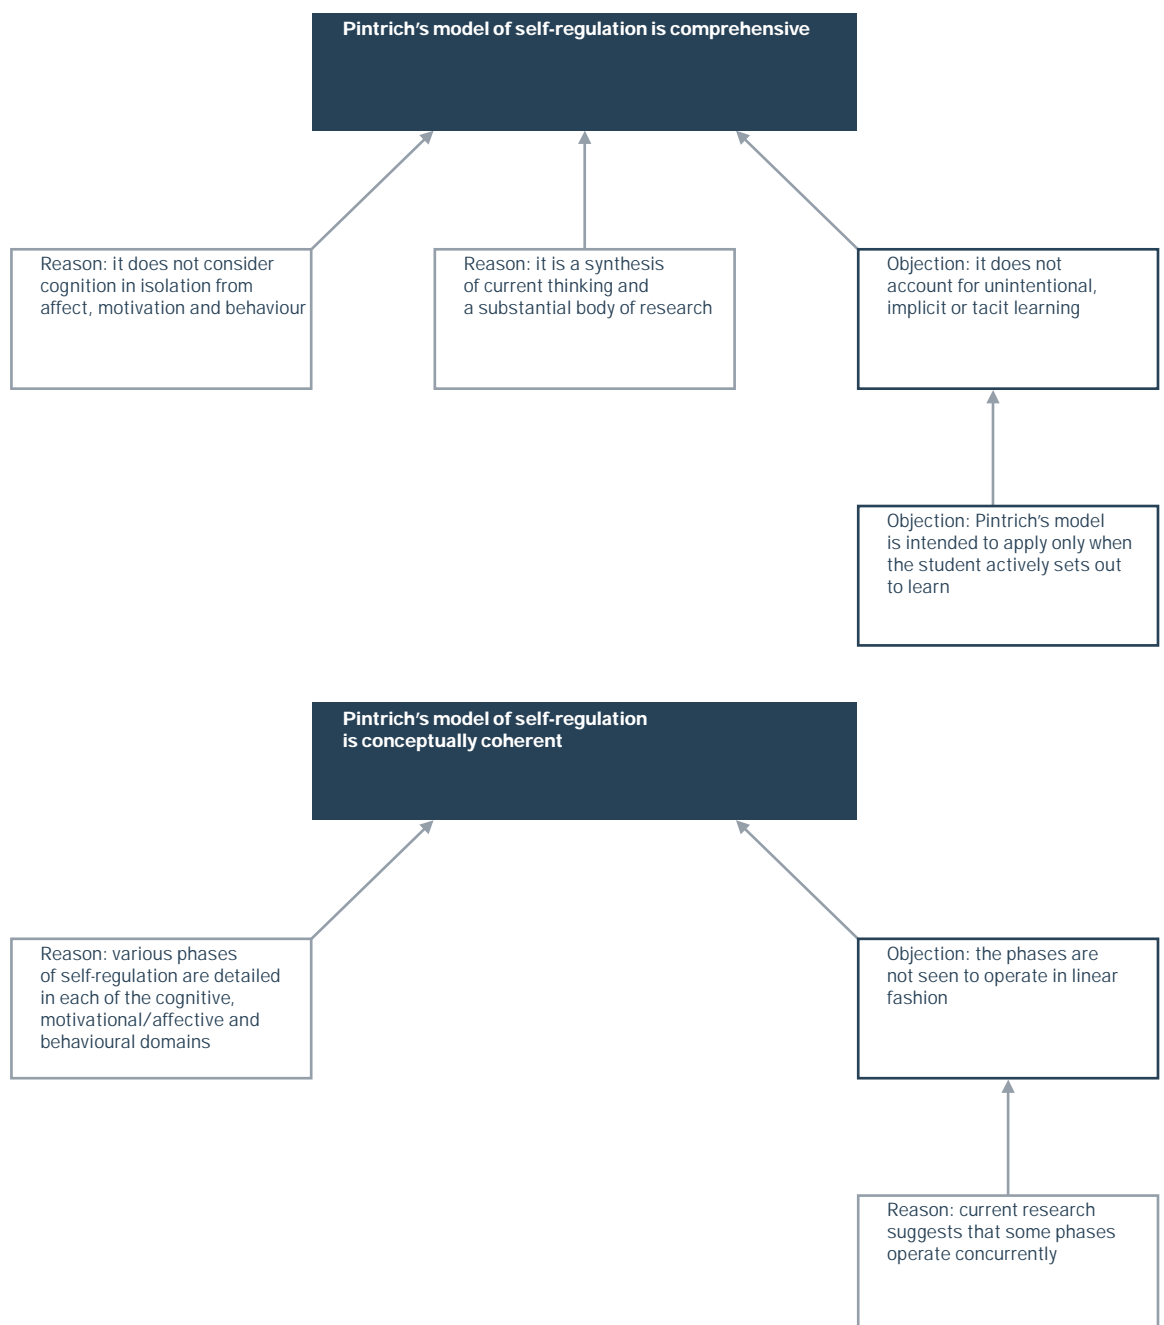 Pintrich’s model of self-regulation is comprehensive
Reason: it does not consider
cognition in isolation from
affect, motivation and behaviour
Reason: it is a synthesis
of current thinking and
a substantial body of research
Objection: it does not
account for unintentional,
implicit or tacit learning
Objection: Pintrich’s model
is intended to apply only when
the student actively sets out
to learn
Pintrich’s model of self-regulation
is conceptually coherent
Reason: various phases
of self-regulation are detailed
in each of the cognitive,
motivational/affective and
behavioural domains
Objection: the phases are
not seen to operate in linear
fashion
Reason: current research
suggests that some phases
operate concurrently